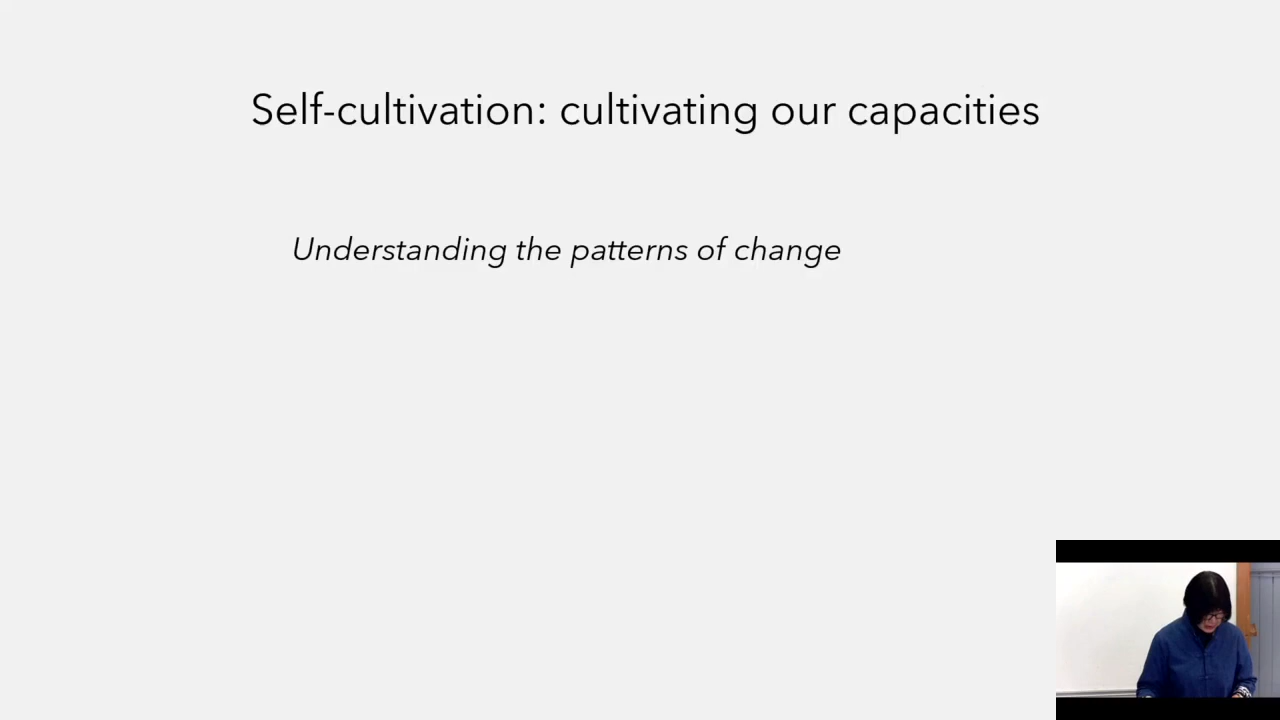 Self-cultivation: cultivating our capacities
Understanding the patterns of change